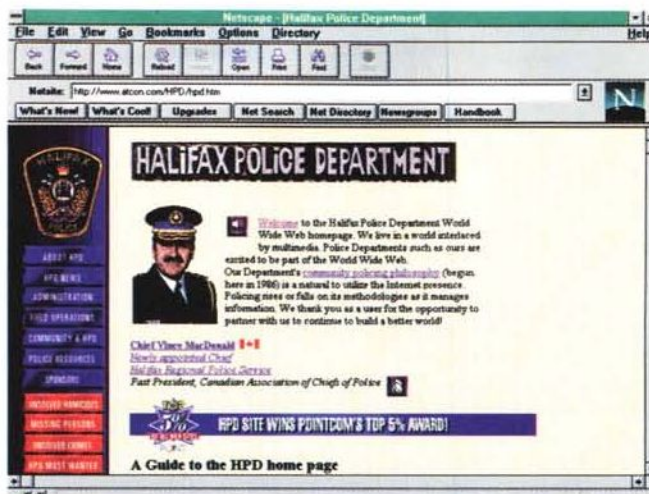 Netscape - [Halifax Police Department]
File Edit View Go Bookmarks Options Directory Help
Back Forward Home Reload Open Print Find
Netsite: http://www.atcon.com/HPD/hpd.htm
What's New! What's Cool! Upgrades Net Search Net Directory Newsgroups Handbook
N
HALIFAX
POLICE
ABOUT HPD
HPD NEWS
ADMINISTRATION
FIELD OPERATIONS
COMMUNITY & HPD
POLICE RESOURCES
SPONSORS
UNSOLVED HOMICIDES
MISSING PERSONS
UNSOLVED CRIMES
HPD MOST WANTED
HALiFAX POLiCE DEPARTMENT
Welcome to the Halifax Police Department World
Wide Web homepage. We live in a world interlaced
by multimedia. Police Departments such as ours are
excited to be part of the World Wide Web.
Our Department's community policing philosophy (begun
here in 1986) is a natural to utilize the Internet presence.
Policing rises or falls on its methodologies as it manages
information. We thank you as a user for the opportunity to
partner with us to continue to build a better world!
Chief Vince MacDonald
Newly appointed Chief
Halifax Regional Police Service
Past President, Canadian Association of Chiefs of Police
TOP
5%
HPD SITE WINS POINTCOM'S TOP 5% AWARD!
A Guide to the HPD home page